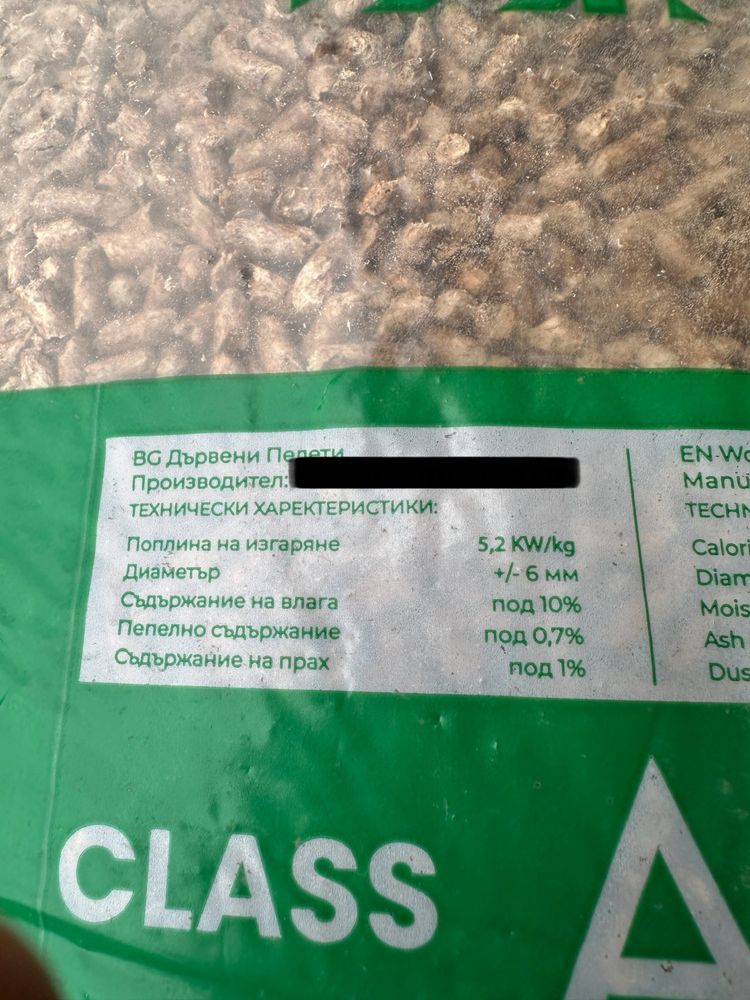 BG Дървени Пелети
Производител:
ТЕХНИЧЕСКИ ХАРЕКТЕРИСТИКИ:
Поплина на изгаряне 5,2 KW/kg
Диаметър +/- 6 мм
Съдържание на влага под 10%
Пепелно съдържание под 0,7%
Съдържание на прах под 1%
EN Wo
Manu
TECHN
Calori
Diam
Mois
Ash
Dus
CLASS A